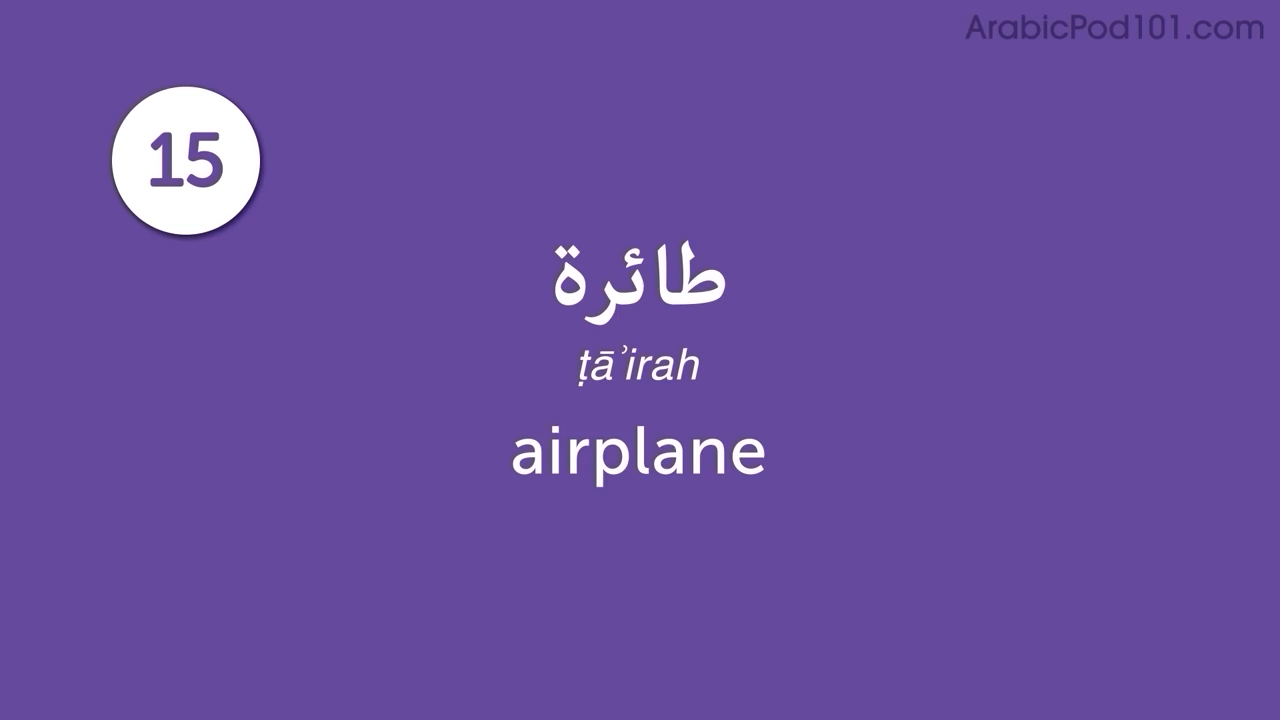 ArabicPod101.com
15
طائرة
ṭāʾirah
airplane